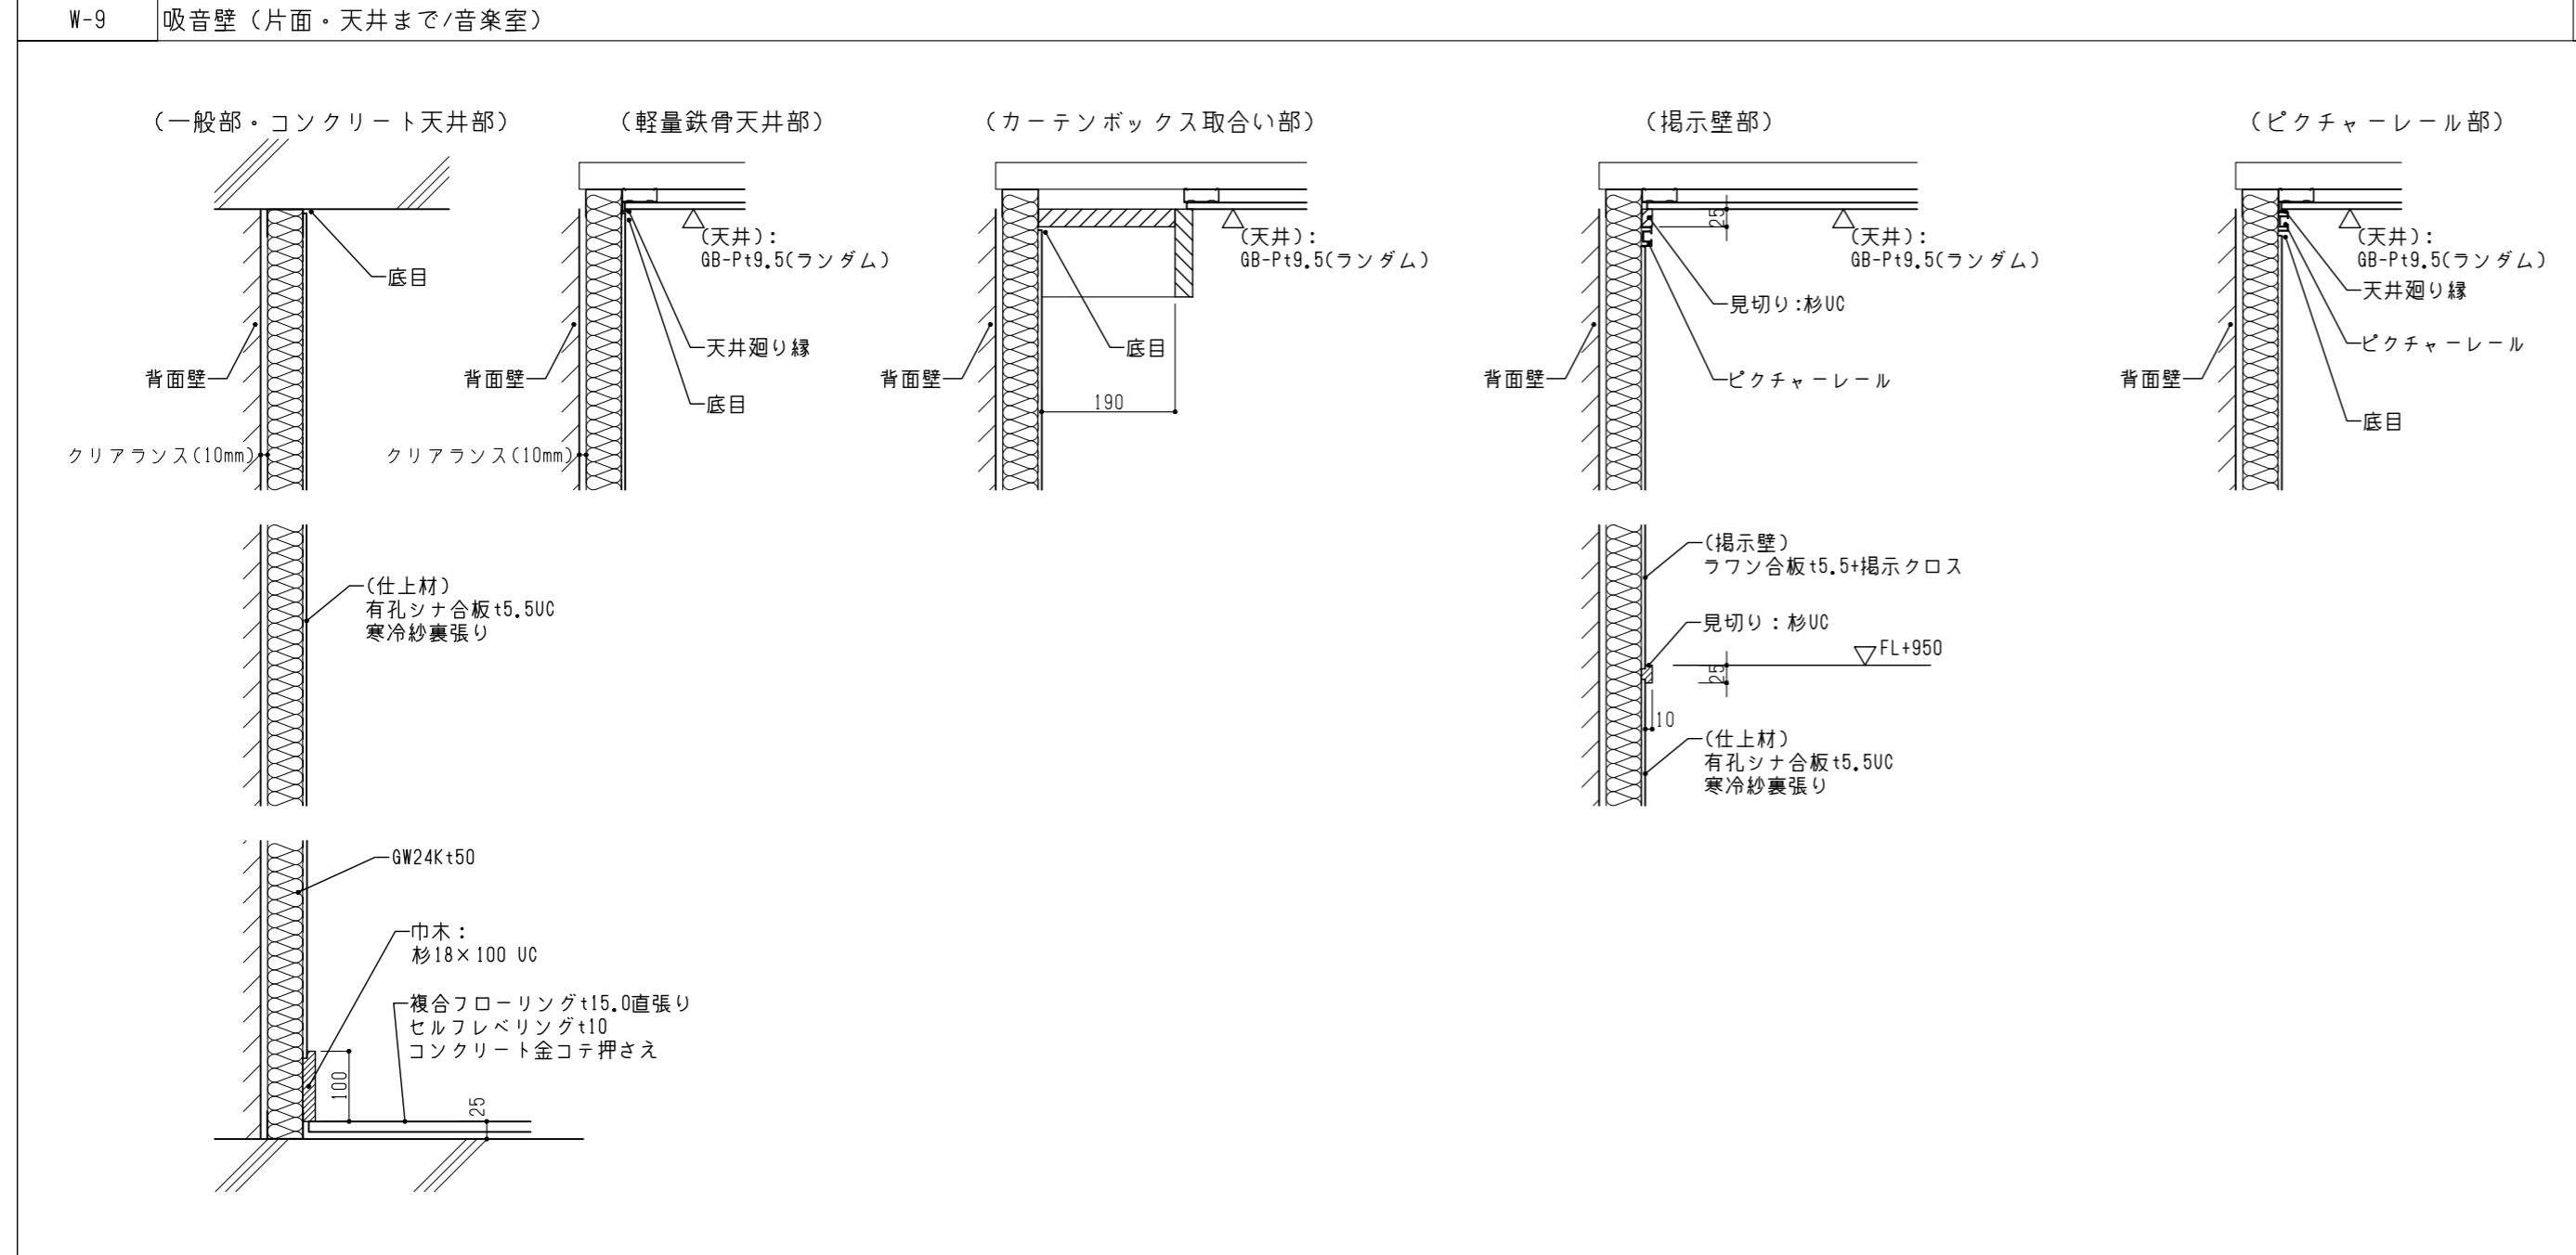 W-9
吸音壁（片面・天井まで/音楽室）
（一般部・コンクリート天井部）
底目
背面壁
クリアランス(10mm)
(仕上材)
有孔シナ合板t5.5UC
寒冷紗裏張り
GW24Kt50
巾木：
杉18×100 UC
複合フローリングt15.0直張り
セルフレベリングt10
コンクリート金コテ押さえ
100
25
（軽量鉄骨天井部）
(天井)：
GB-Pt9.5(ランダム)
天井廻り縁
底目
背面壁
クリアランス(10mm)
（カーテンボックス取合い部）
(天井)：
GB-Pt9.5(ランダム)
底目
背面壁
190
（掲示壁部）
25
(天井)：
GB-Pt9.5(ランダム)
見切り:杉UC
ピクチャーレール
背面壁
(掲示壁)
ラワン合板t5.5+掲示クロス
見切り：杉UC
FL+950
25
10
(仕上材)
有孔シナ合板t5.5UC
寒冷紗裏張り
（ピクチャーレール部）
(天井)：
GB-Pt9.5(ランダム)
天井廻り縁
ピクチャーレール
背面壁
底目